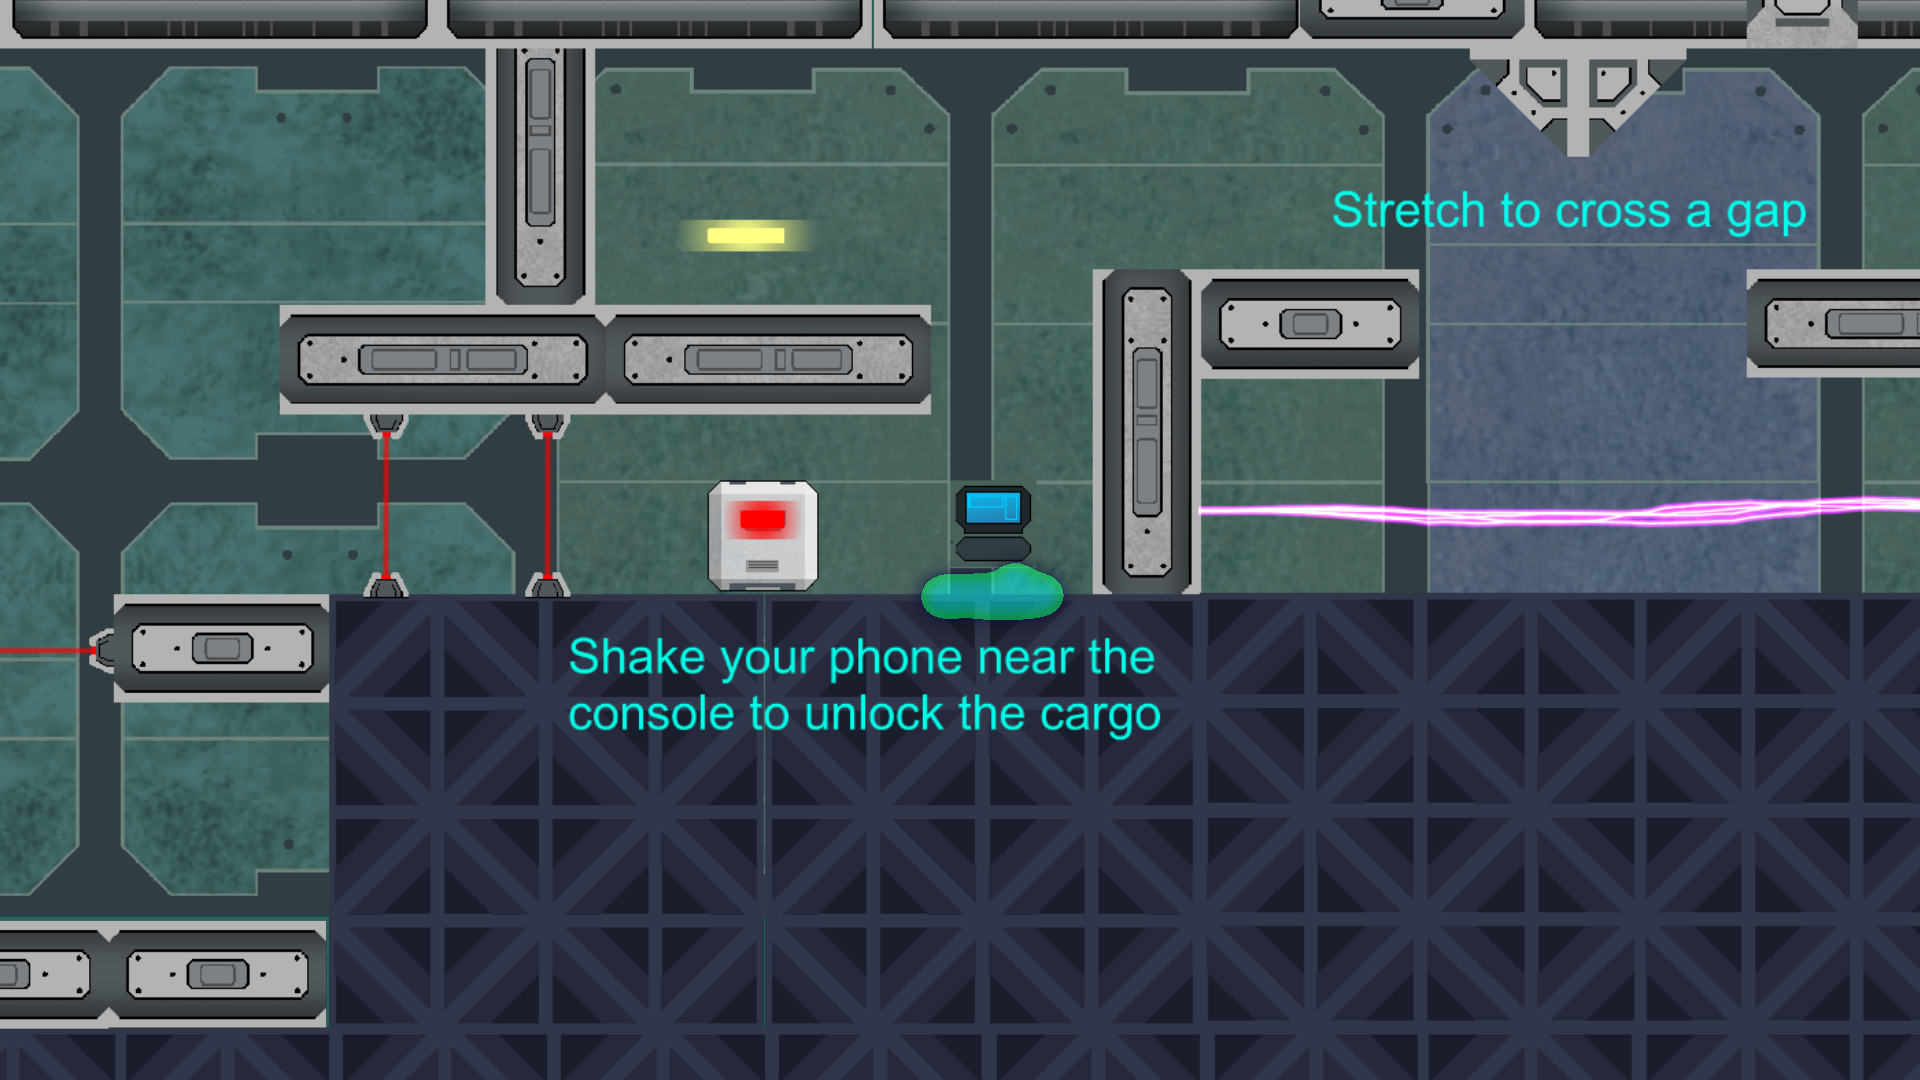 Stretch to cross a gap
Shake your phone near the
console to unlock the cargo